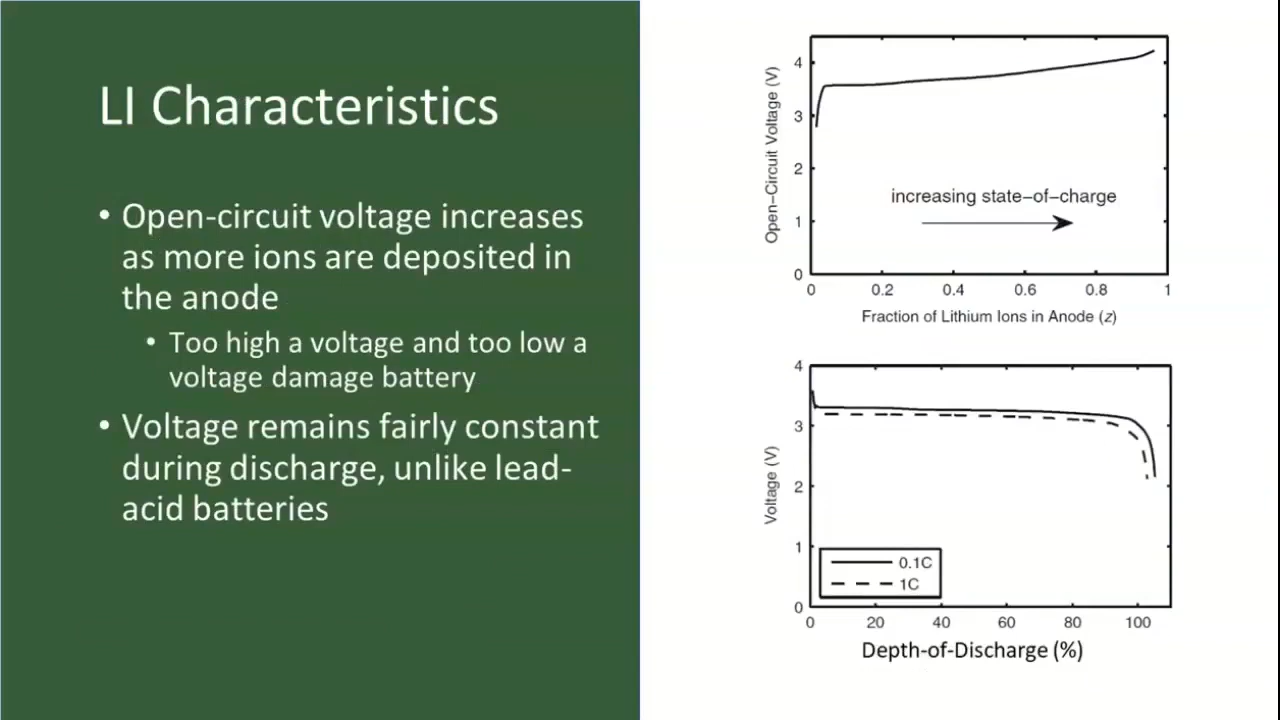 LI Characteristics
• Open-circuit voltage increases
as more ions are deposited in
the anode
• Too high a voltage and too low a
voltage damage battery
• Voltage remains fairly constant
during discharge, unlike lead-
acid batteries
Open−Circuit Voltage (V)
4
3
2
1
0
increasing state−of−charge
0 0.2 0.4 0.6 0.8 1
Fraction of Lithium Ions in Anode (z)
Voltage (V)
4
3
2
1
0
0.1C
1C
0 20 40 60 80 100
Depth-of-Discharge (%)